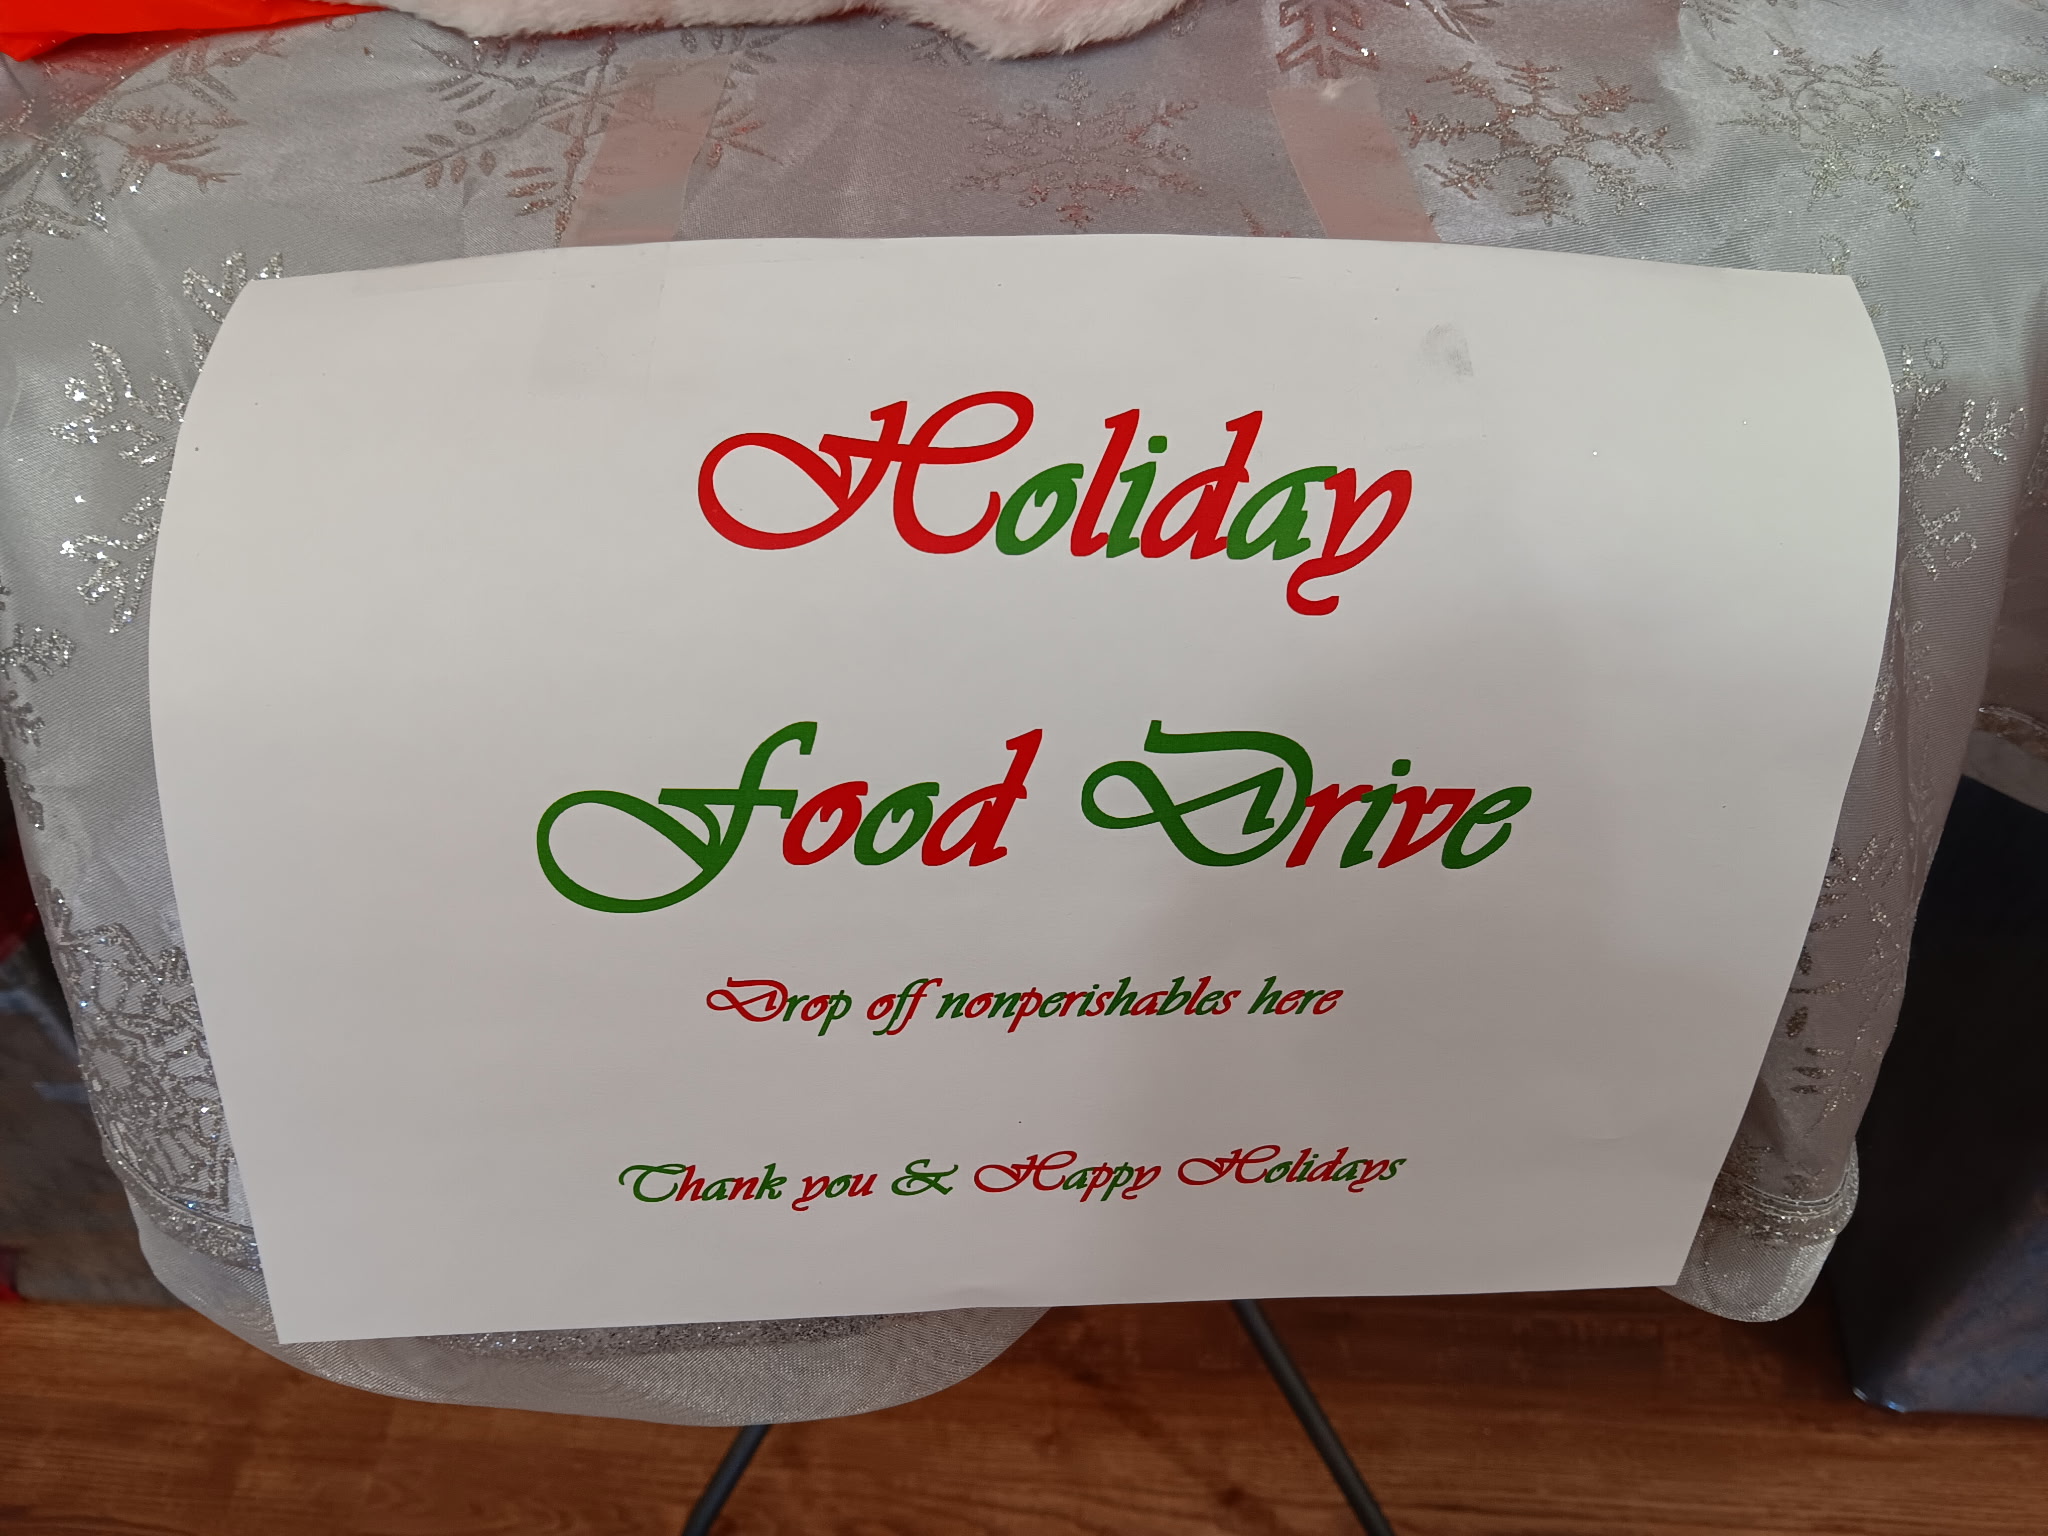 Holiday
Food Drive
Drop off nonperishables here
Thank you & Happy Holidays